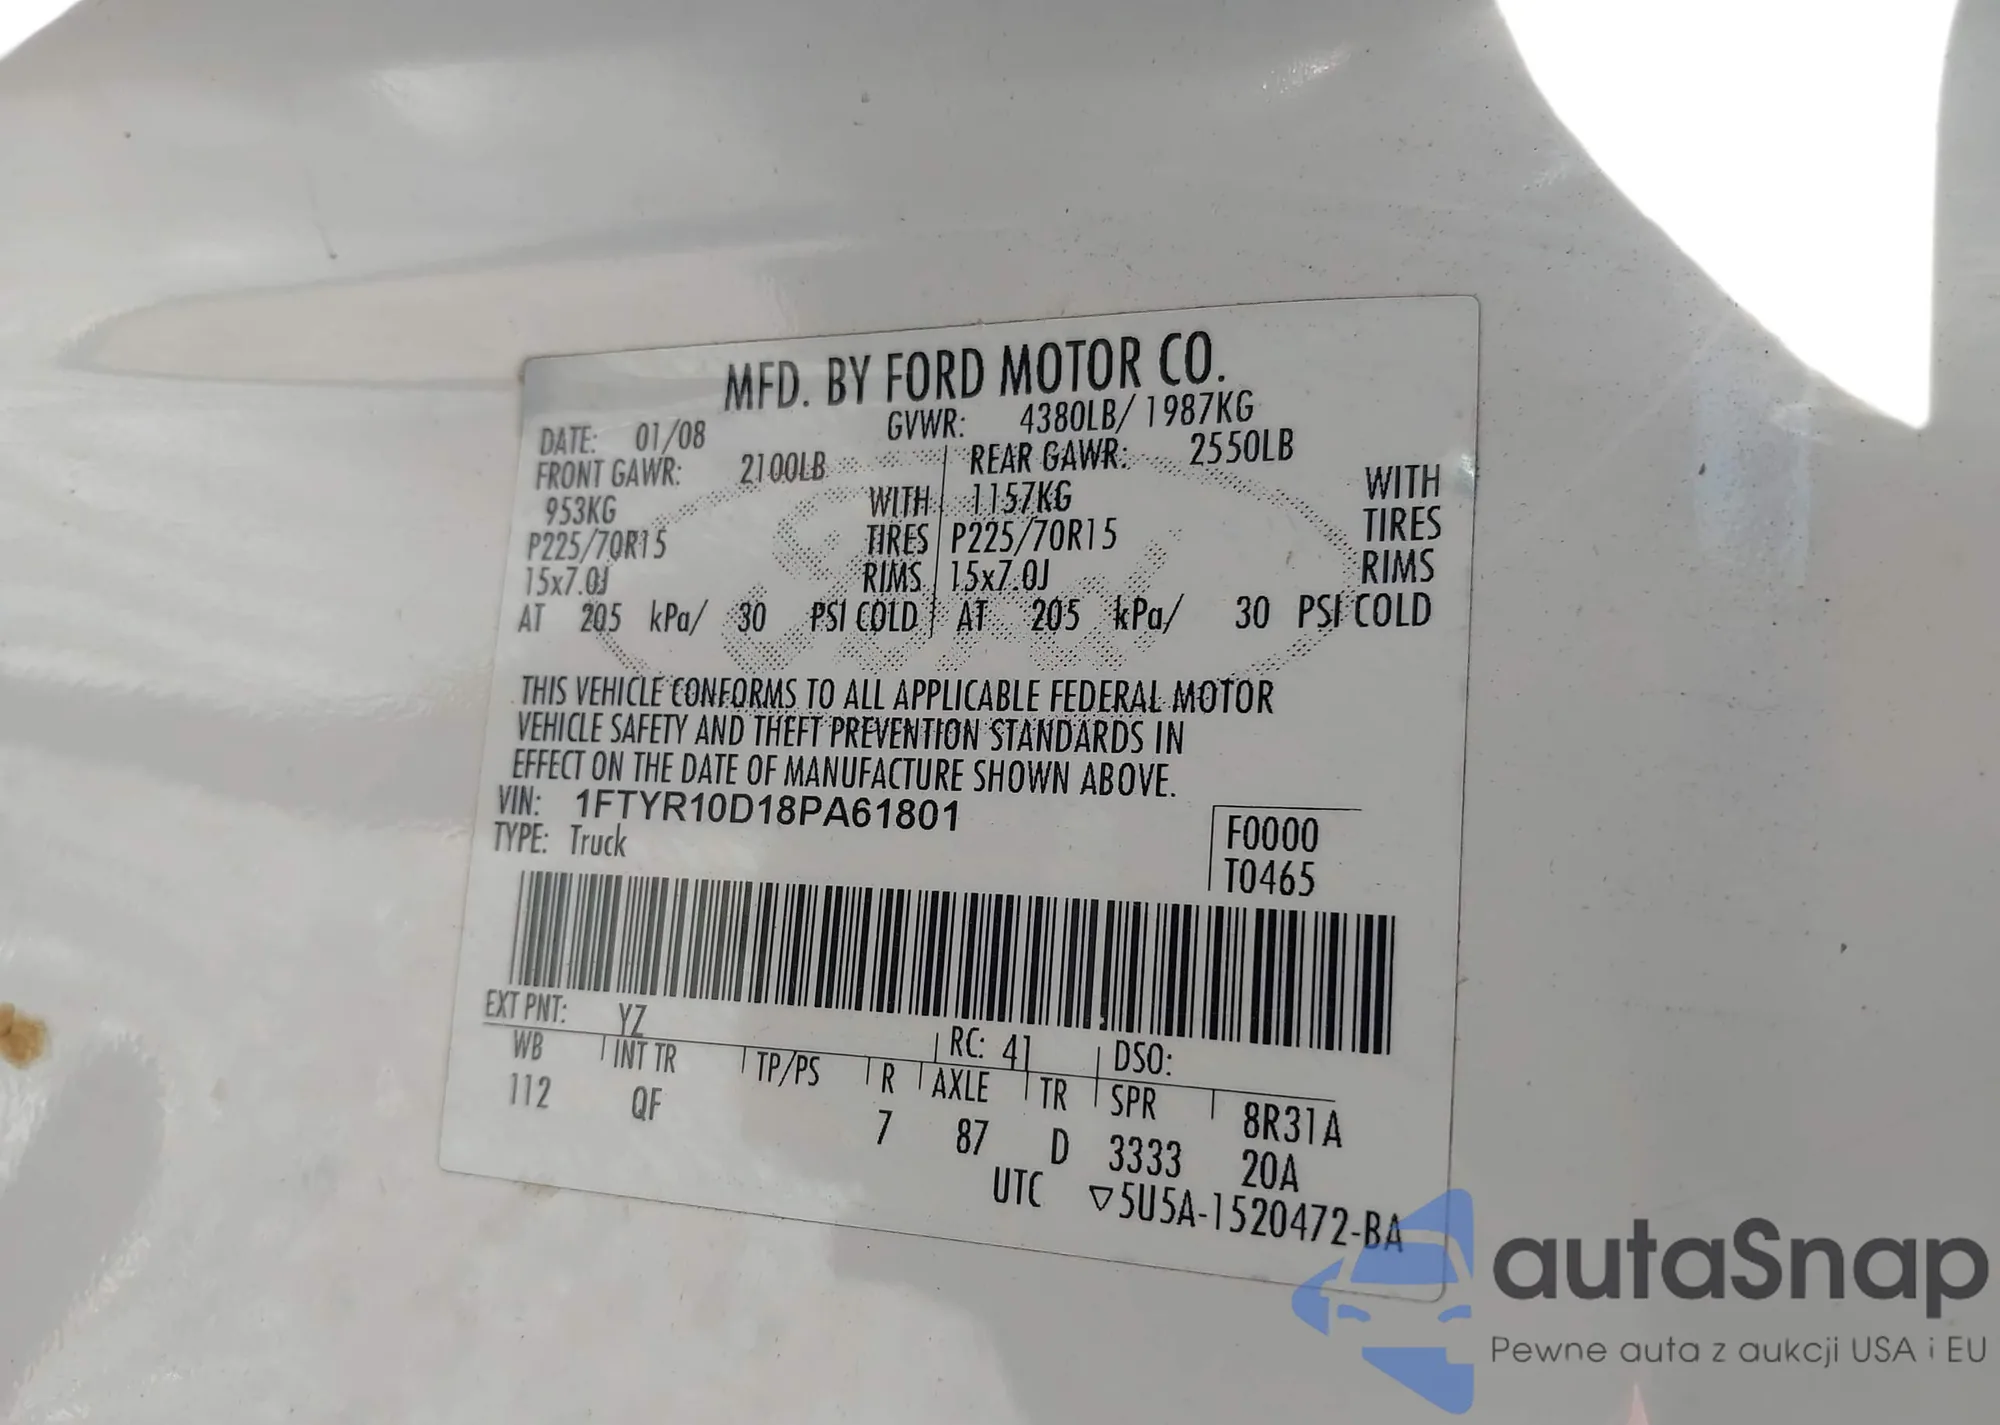 MFD. BY FORD MOTOR CO.
DATE: 01/08 GVWR: 4380LB/ 1987KG
FRONT GAWR: 2100LB REAR GAWR: 2550LB
953KG WITH 1157KG WITH
P225/70R15 TIRES P225/70R15 TIRES
15x7.0J RIMS 15x7.0J RIMS
AT 205 kPa/ 30 PSI COLD AT 205 kPa/ 30 PSI COLD
THIS VEHICLE CONFORMS TO ALL APPLICABLE FEDERAL MOTOR
VEHICLE SAFETY AND THEFT PREVENTION STANDARDS IN
EFFECT ON THE DATE OF MANUFACTURE SHOWN ABOVE.
VIN: 1FTYR10D18PA61801
TYPE: Truck
F0000
T0465
EXT PNT: YZ RC: 41 DSO:
WB INT TR TP/PS R AXLE TR SPR 8R31A
112 QF 7 87 D 3333 20A
UTC ▽5U5A-1520472-BA
autaSnap
Pewne auta z aukcji USA i EU